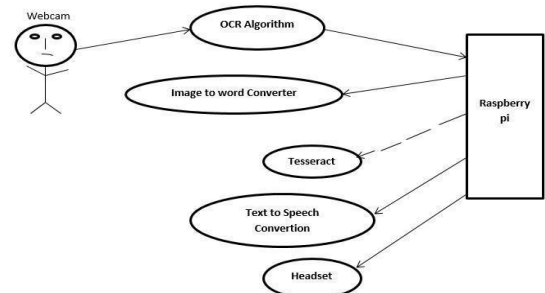 Webcam
OCR Algorithm
Image to word Converter
Raspberry
pi
Tesseract
Text to Speech
Convertion
Headset